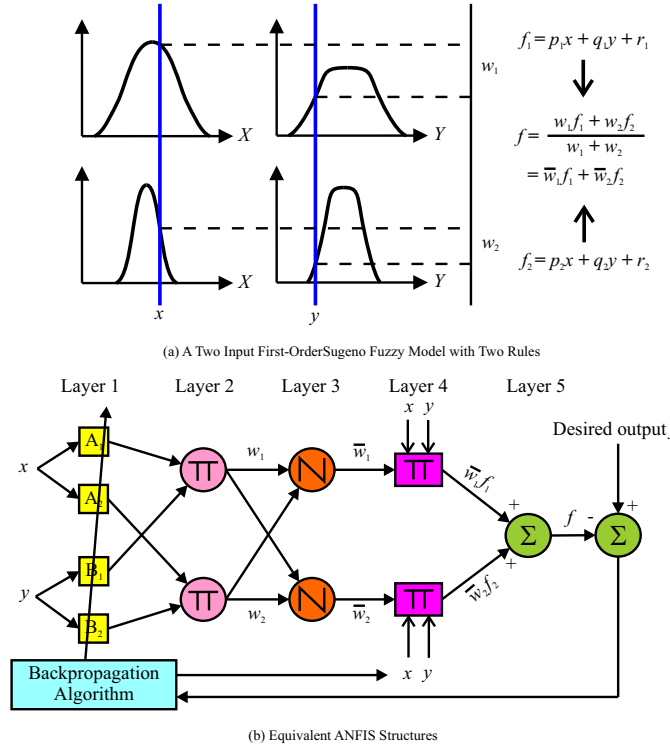 f₁ = p₁x + q₁y + r₁
w₁
X
Y
f = w₁f₁ + w₂f₂ / w₁ + w₂
= w̅₁f₁ + w̅₂f₂
w₂
X
Y
f₂ = p₂x + q₂y + r₂
x
y
(a) A Two Input First-OrderSugeno Fuzzy Model with Two Rules
Layer 1 Layer 2 Layer 3 Layer 4 Layer 5
x y
Desired output
A₁
x
w₁
w̅₁
w̅₁f₁
A₂
+
f
-
+
Σ
Σ
B₁
+
y
w₂
w̅₂
w̅₂f₂
B₂
x y
Backpropagation
Algorithm
(b) Equivalent ANFIS Structures